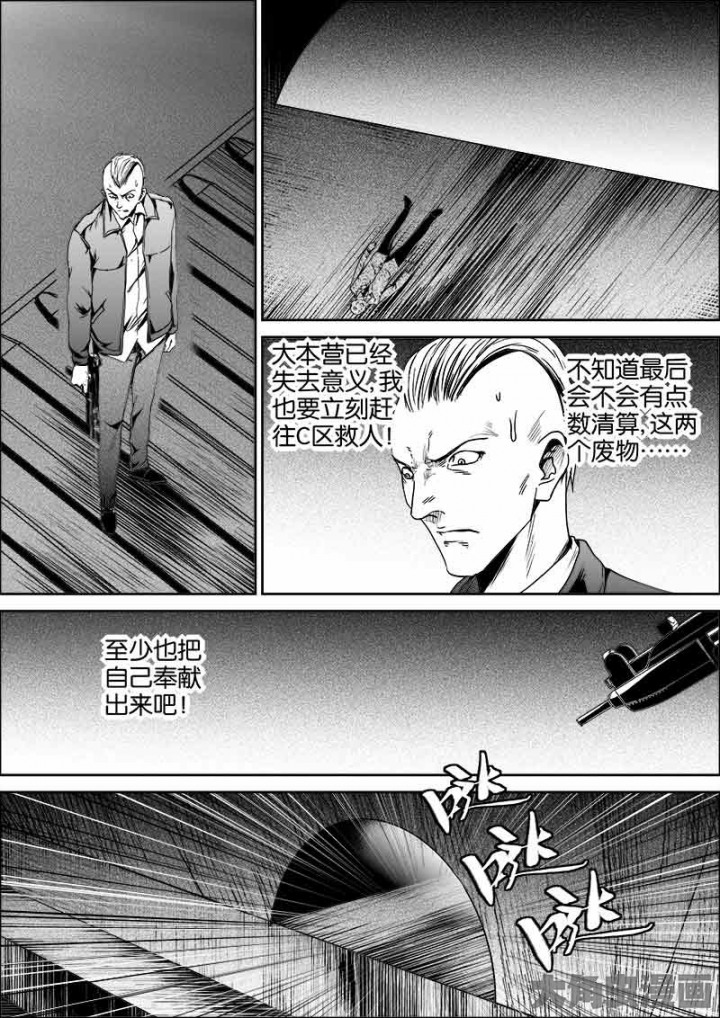 大本营已经
失去意义,我
也要立刻赶
往C区救人!
不知道最后
会不会有点
数清算,这两
个废物……
至少也把
自己奉献
出来吧!
哒
哒
哒
漫画